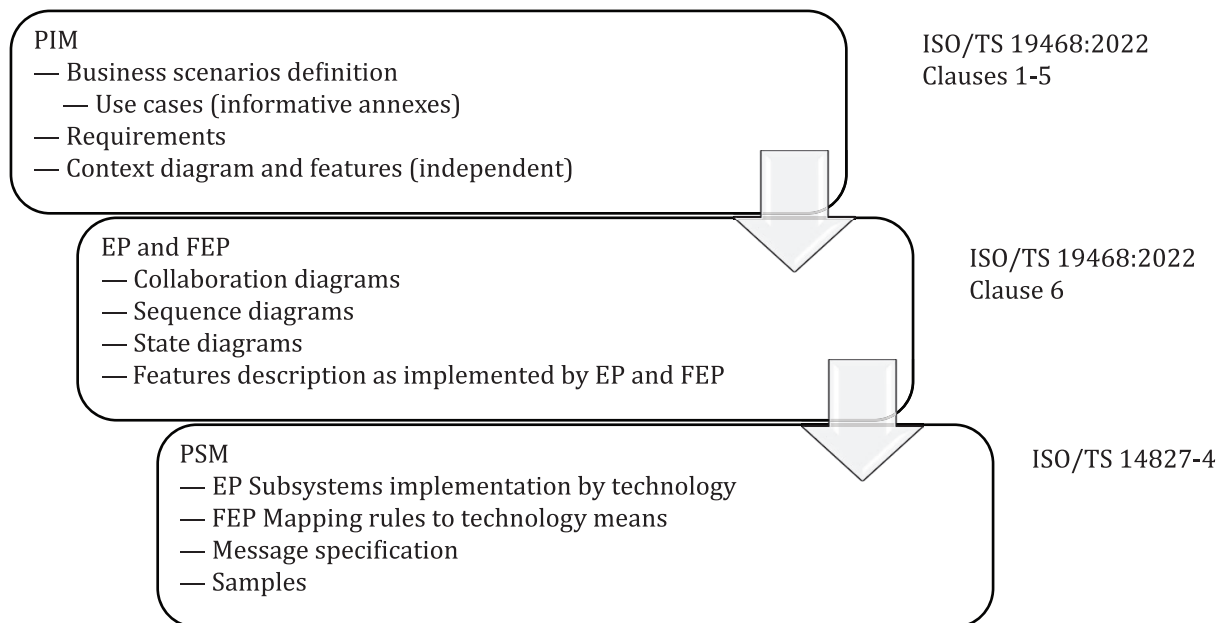 PIM
— Business scenarios definition
— Use cases (informative annexes)
— Requirements
— Context diagram and features (independent)
ISO/TS 19468:2022
Clauses 1-5
EP and FEP
— Collaboration diagrams
— Sequence diagrams
— State diagrams
— Features description as implemented by EP and FEP
ISO/TS 19468:2022
Clause 6
PSM
— EP Subsystems implementation by technology
— FEP Mapping rules to technology means
— Message specification
— Samples
ISO/TS 14827-4